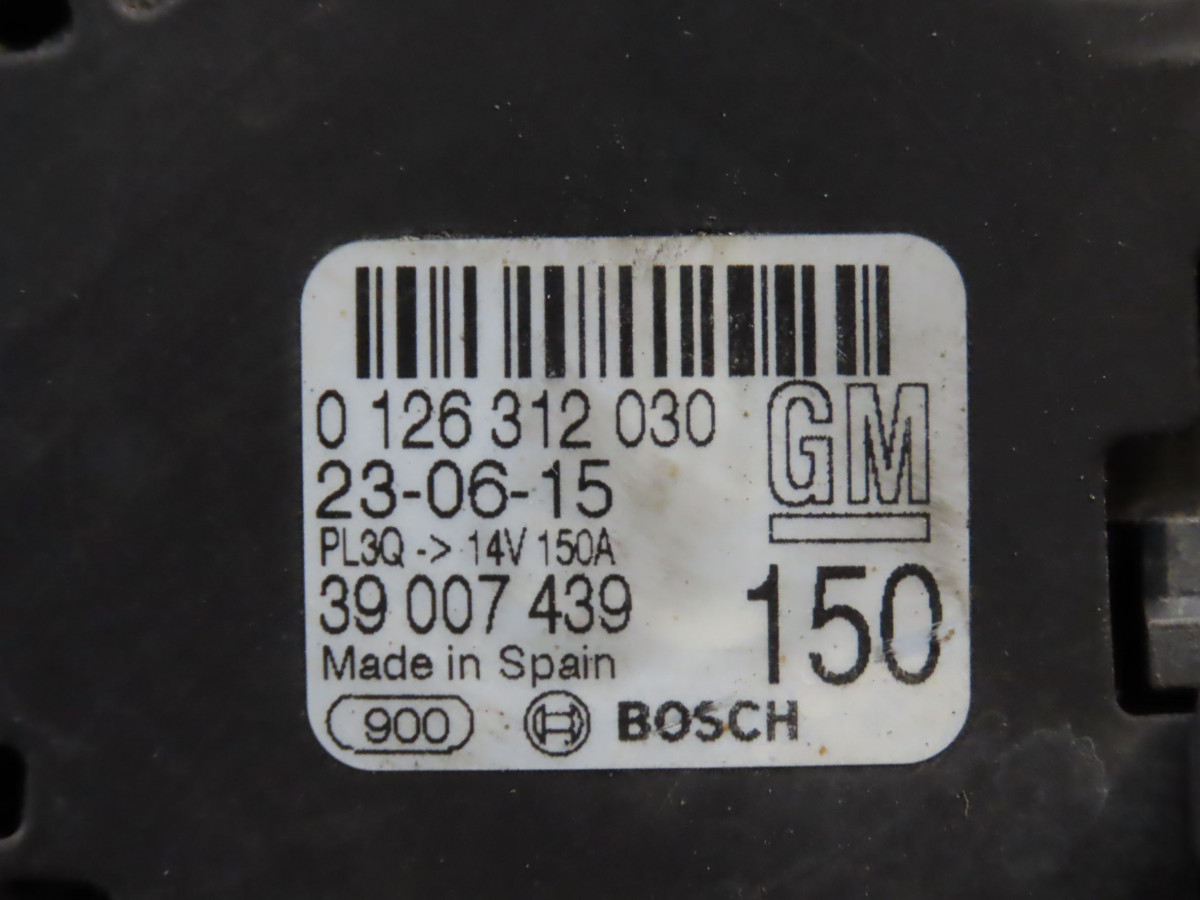 0 126 312 030
GM
23-06-15
PL3Q -> 14V 150A
39 007 439
150
Made in Spain
900 BOSCH